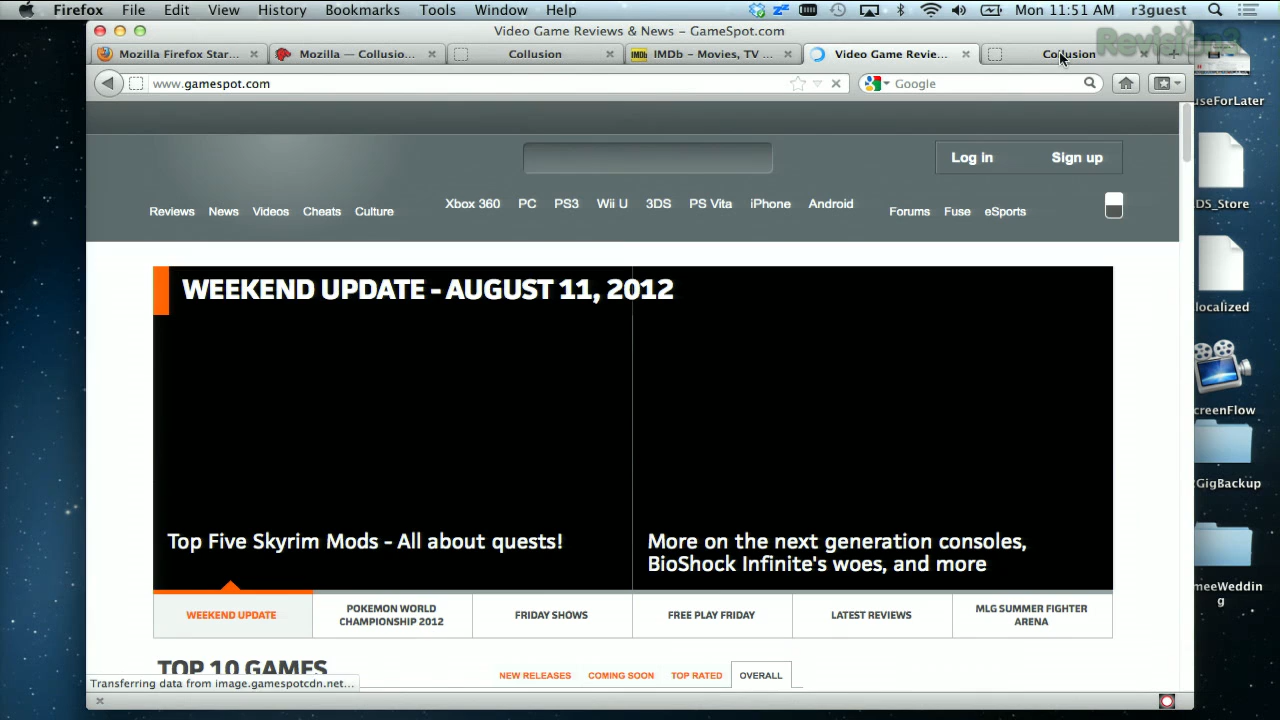 Firefox File Edit View History Bookmarks Tools Window Help Mon 11:51 AM r3guest
Video Game Reviews & News – GameSpot.com
Revision3
Mozilla Firefox Star... Mozilla — Collusio... Collusion IMDb – Movies, TV ... Video Game Revie... Collusion
www.gamespot.com Google
Log in Sign up
Reviews News Videos Cheats Culture Xbox 360 PC PS3 Wii U 3DS PS Vita iPhone Android Forums Fuse eSports
WEEKEND UPDATE - AUGUST 11, 2012
Top Five Skyrim Mods - All about quests!
More on the next generation consoles,
BioShock Infinite's woes, and more
WEEKEND UPDATE
POKEMON WORLD
CHAMPIONSHIP 2012
FRIDAY SHOWS
FREE PLAY FRIDAY
LATEST REVIEWS
MLG SUMMER FIGHTER
ARENA
TOP 10 GAMES
NEW RELEASES COMING SOON TOP RATED OVERALL
Transferring data from image.gamespotcdn.net...
useForLater
DS_Store
localized
creenFlow
GigBackup
meeWeddin
g